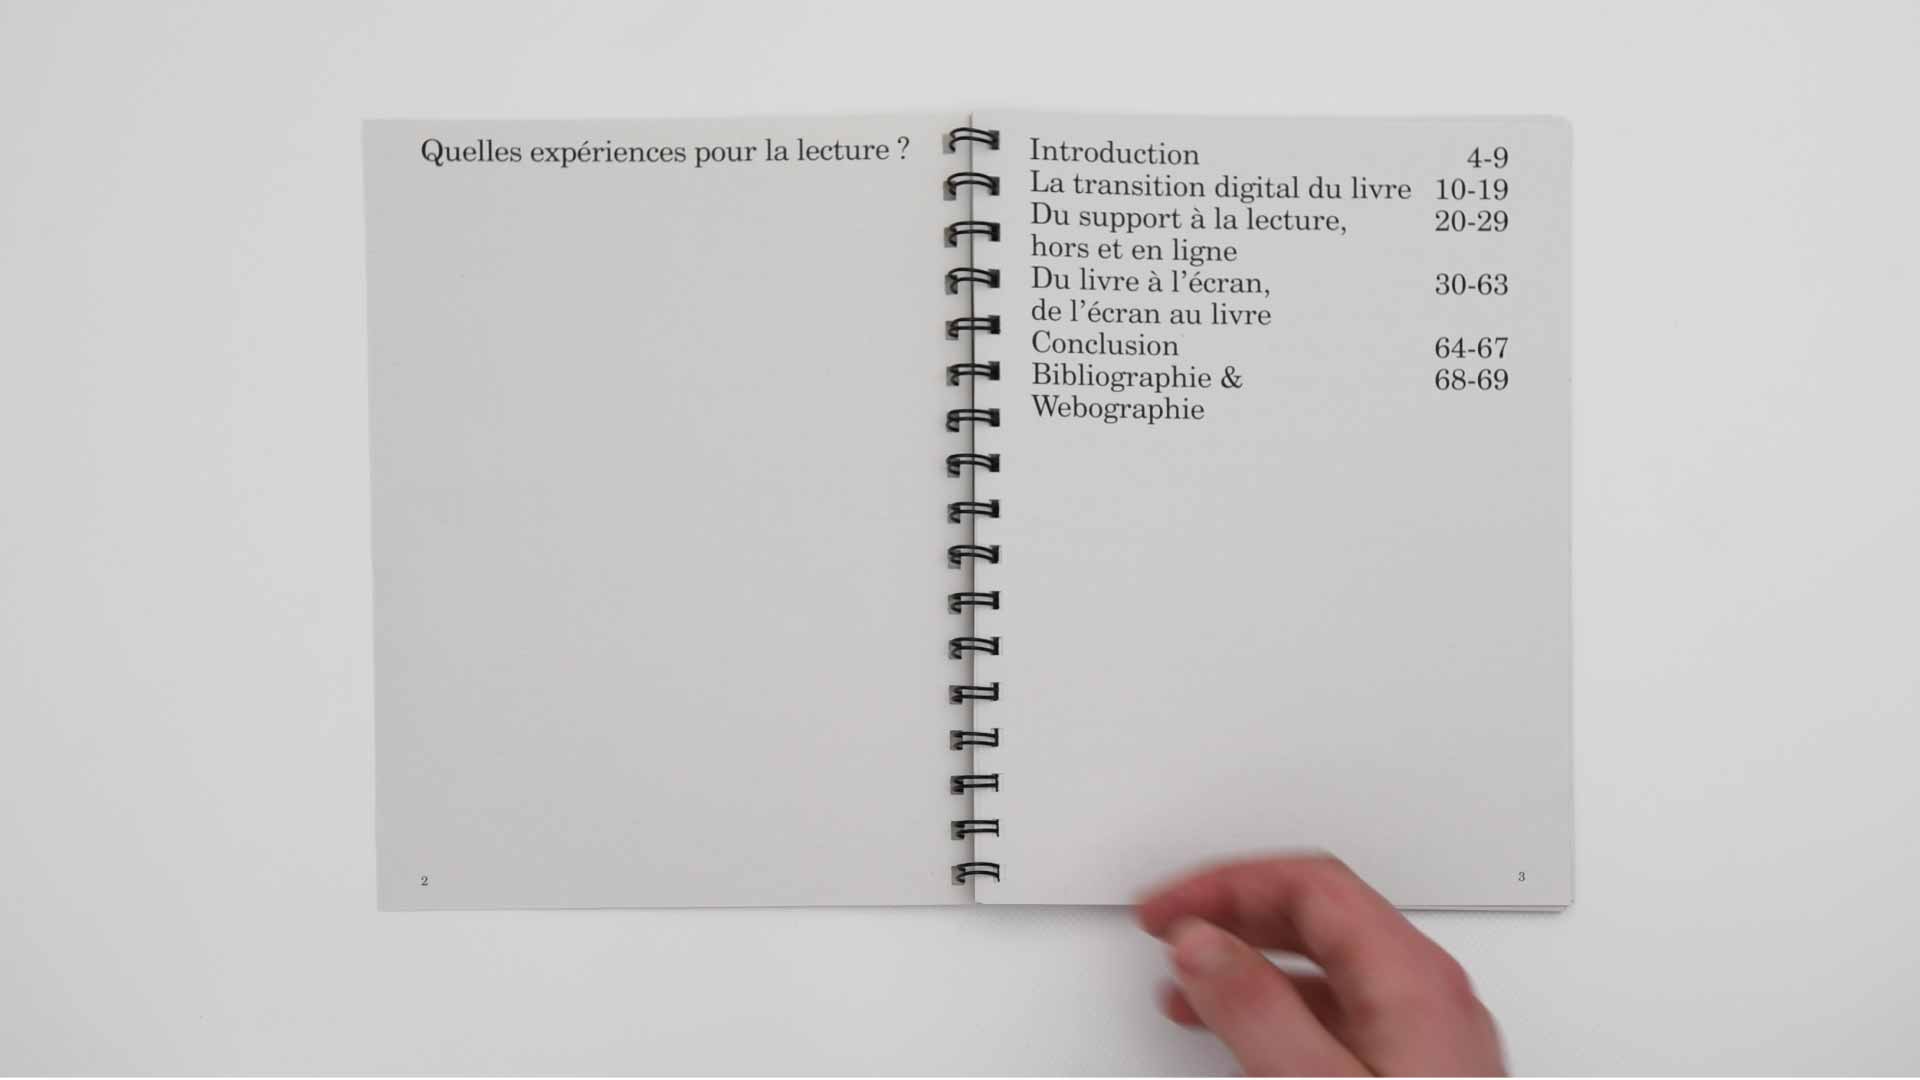 Quelles expériences pour la lecture ?
2
Introduction 4-9
La transition digital du livre 10-19
Du support à la lecture, 20-29
hors et en ligne
Du livre à l’écran, 30-63
de l’écran au livre
Conclusion 64-67
Bibliographie & 68-69
Webographie
3